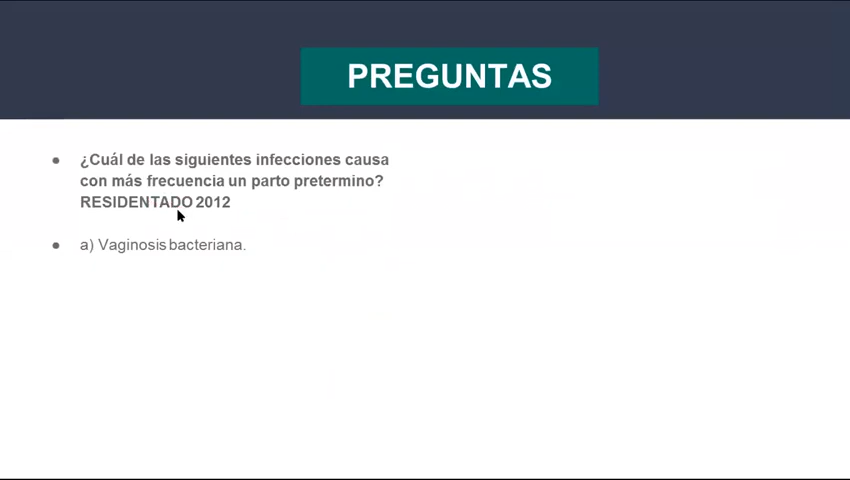 PREGUNTAS
● ¿Cuál de las siguientes infecciones causa
con más frecuencia un parto pretermino?
RESIDENTADO 2012
● a) Vaginosis bacteriana.